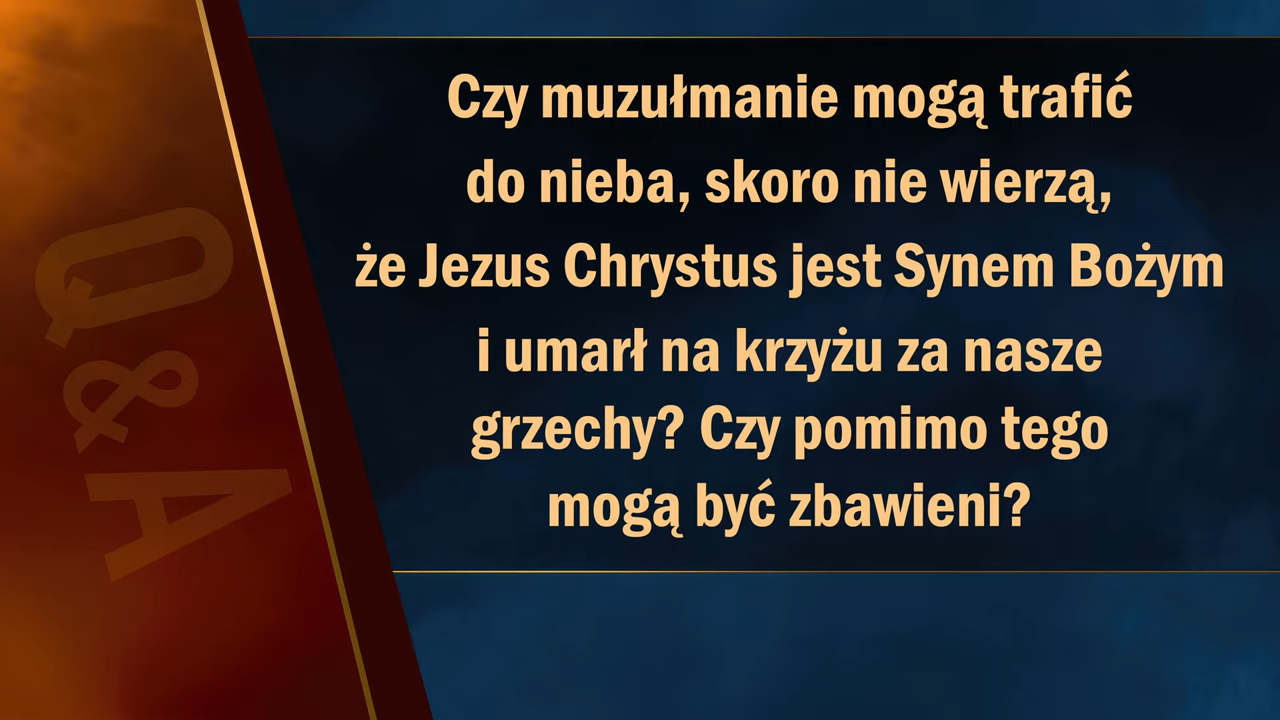 Czy muzułmanie mogą trafić
do nieba, skoro nie wierzą,
że Jezus Chrystus jest Synem Bożym
i umarł na krzyżu za nasze
grzechy? Czy pomimo tego
mogą być zbawieni?
Q&A